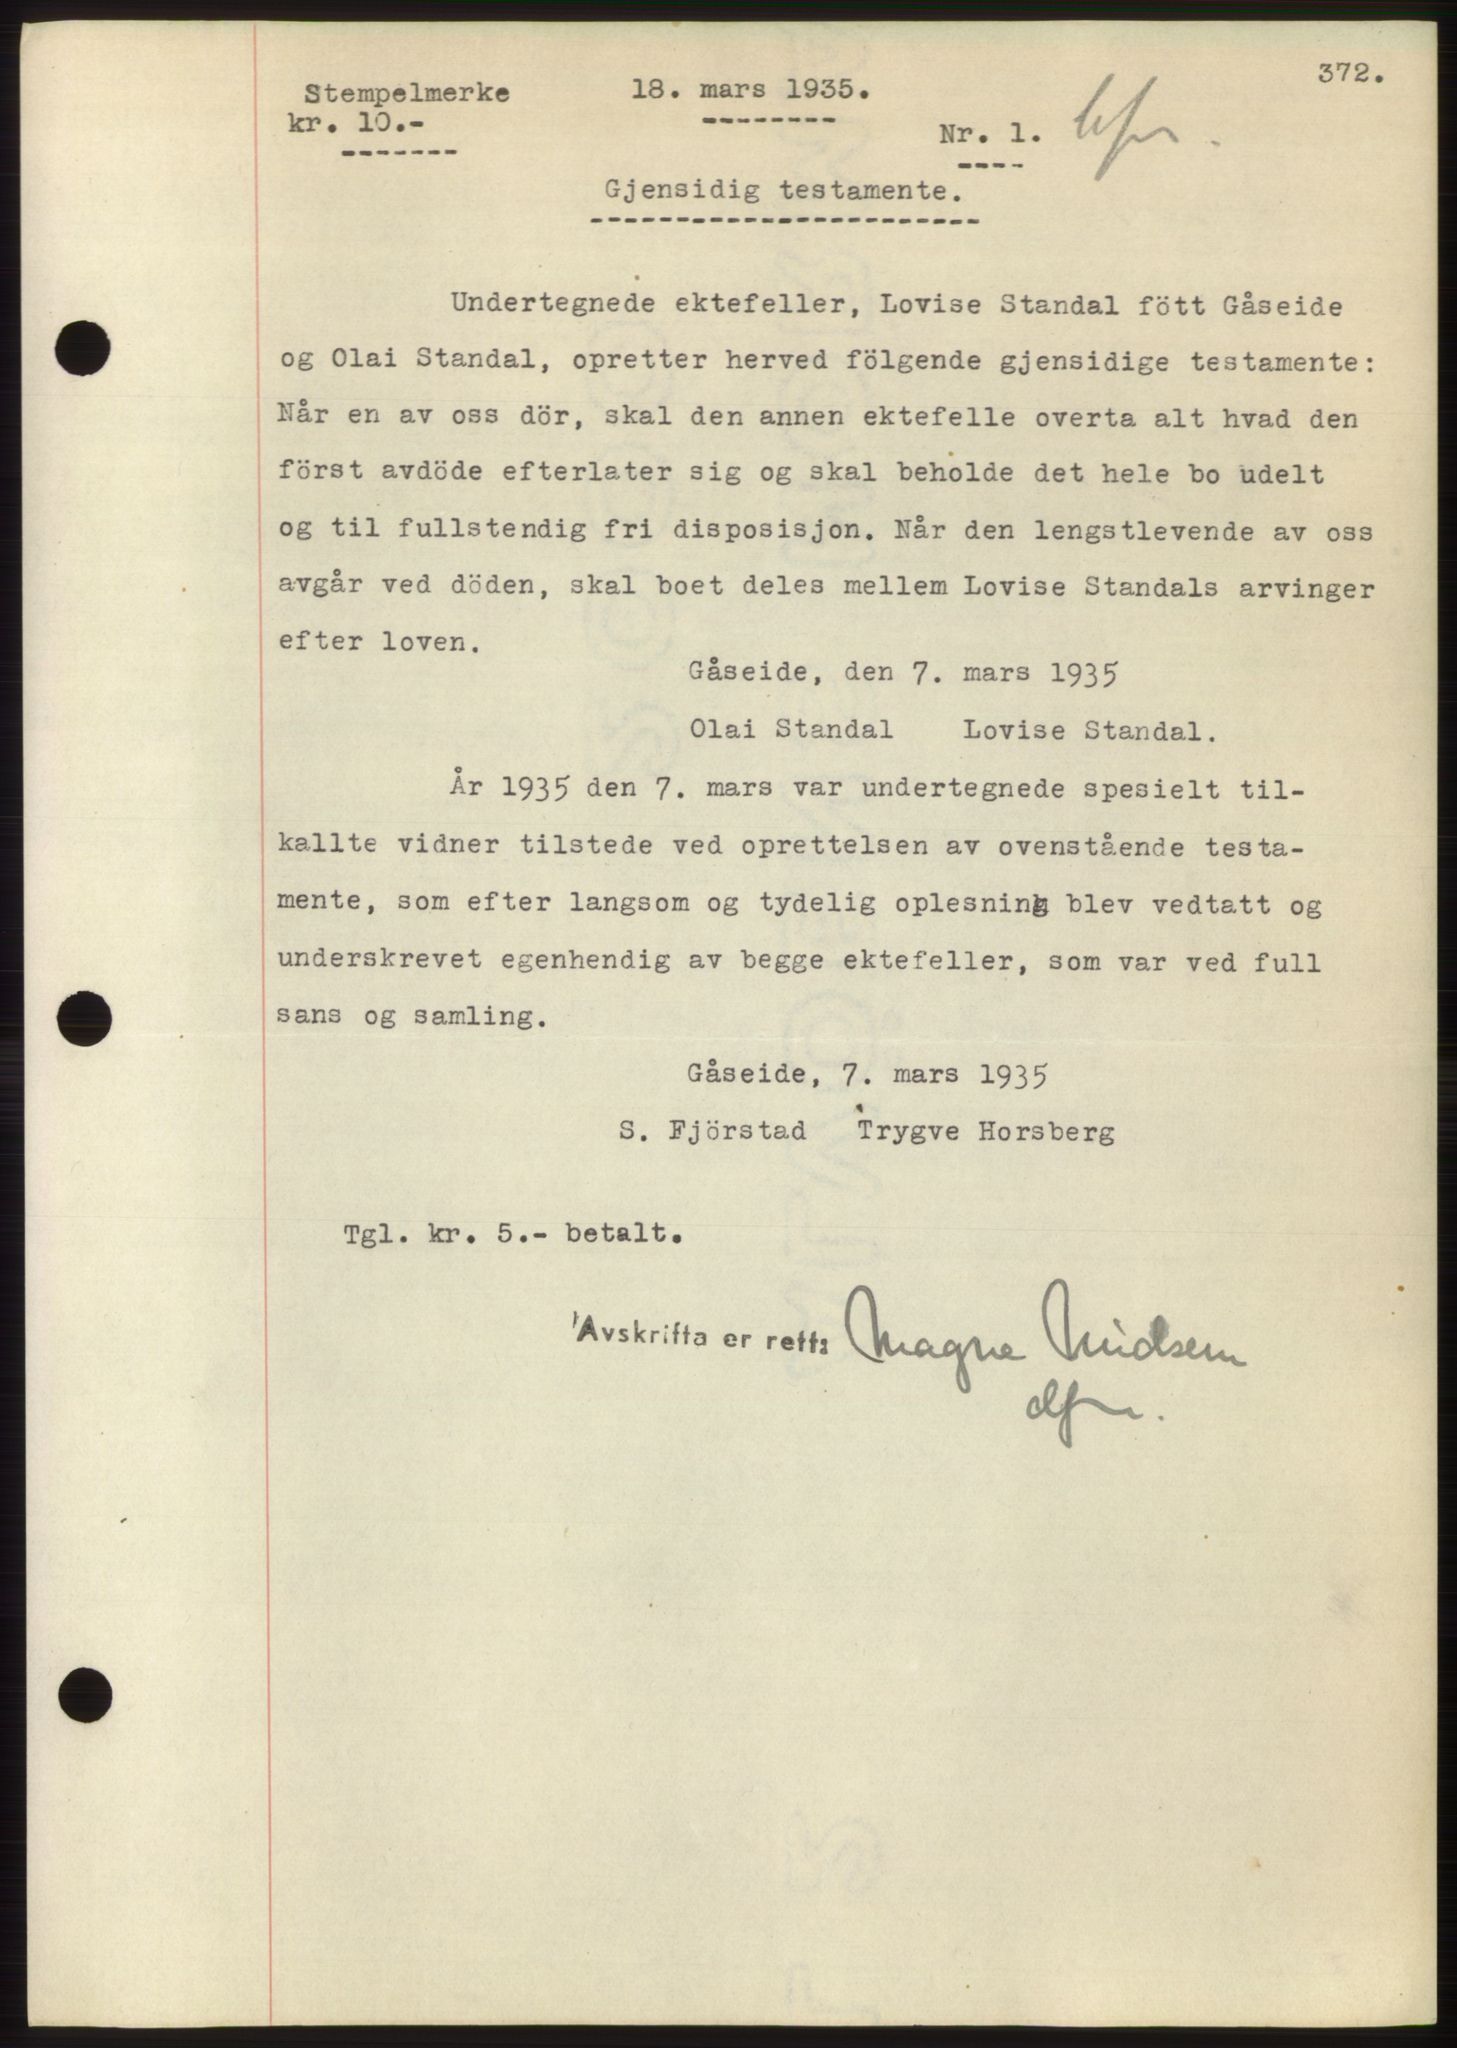 372.
Stempelmerke
kr. 10.-
18. mars 1935.
Nr. 1.
Gjensidig testamente.
Undertegnede ektefeller, Lovise Standal fött Gåseide
og Olai Standal, opretter herved fölgende gjensidige testamente:
Når en av oss dör, skal den annen ektefelle overta alt hvad den
först avdöde efterlater sig og skal beholde det hele bo udelt
og til fullstendig fri disposisjon. Når den lengstlevende av oss
avgår ved döden, skal boet deles mellem Lovise Standals arvinger
efter loven.
Gåseide, den 7. mars 1935
Olai Standal Lovise Standal.
År 1935 den 7. mars var undertegnede spesielt til-
kallte vidner tilstede ved oprettelsen av ovenstående testa-
mente, som efter langsom og tydelig oplesning blev vedtatt og
underskrevet egenhendig av begge ektefeller, som var ved full
sans og samling.
Gåseide, 7. mars 1935
S. Fjörstad Trygve Horsberg
Tgl. kr. 5.- betalt.
Avskrifta er rett: Magne Midsem